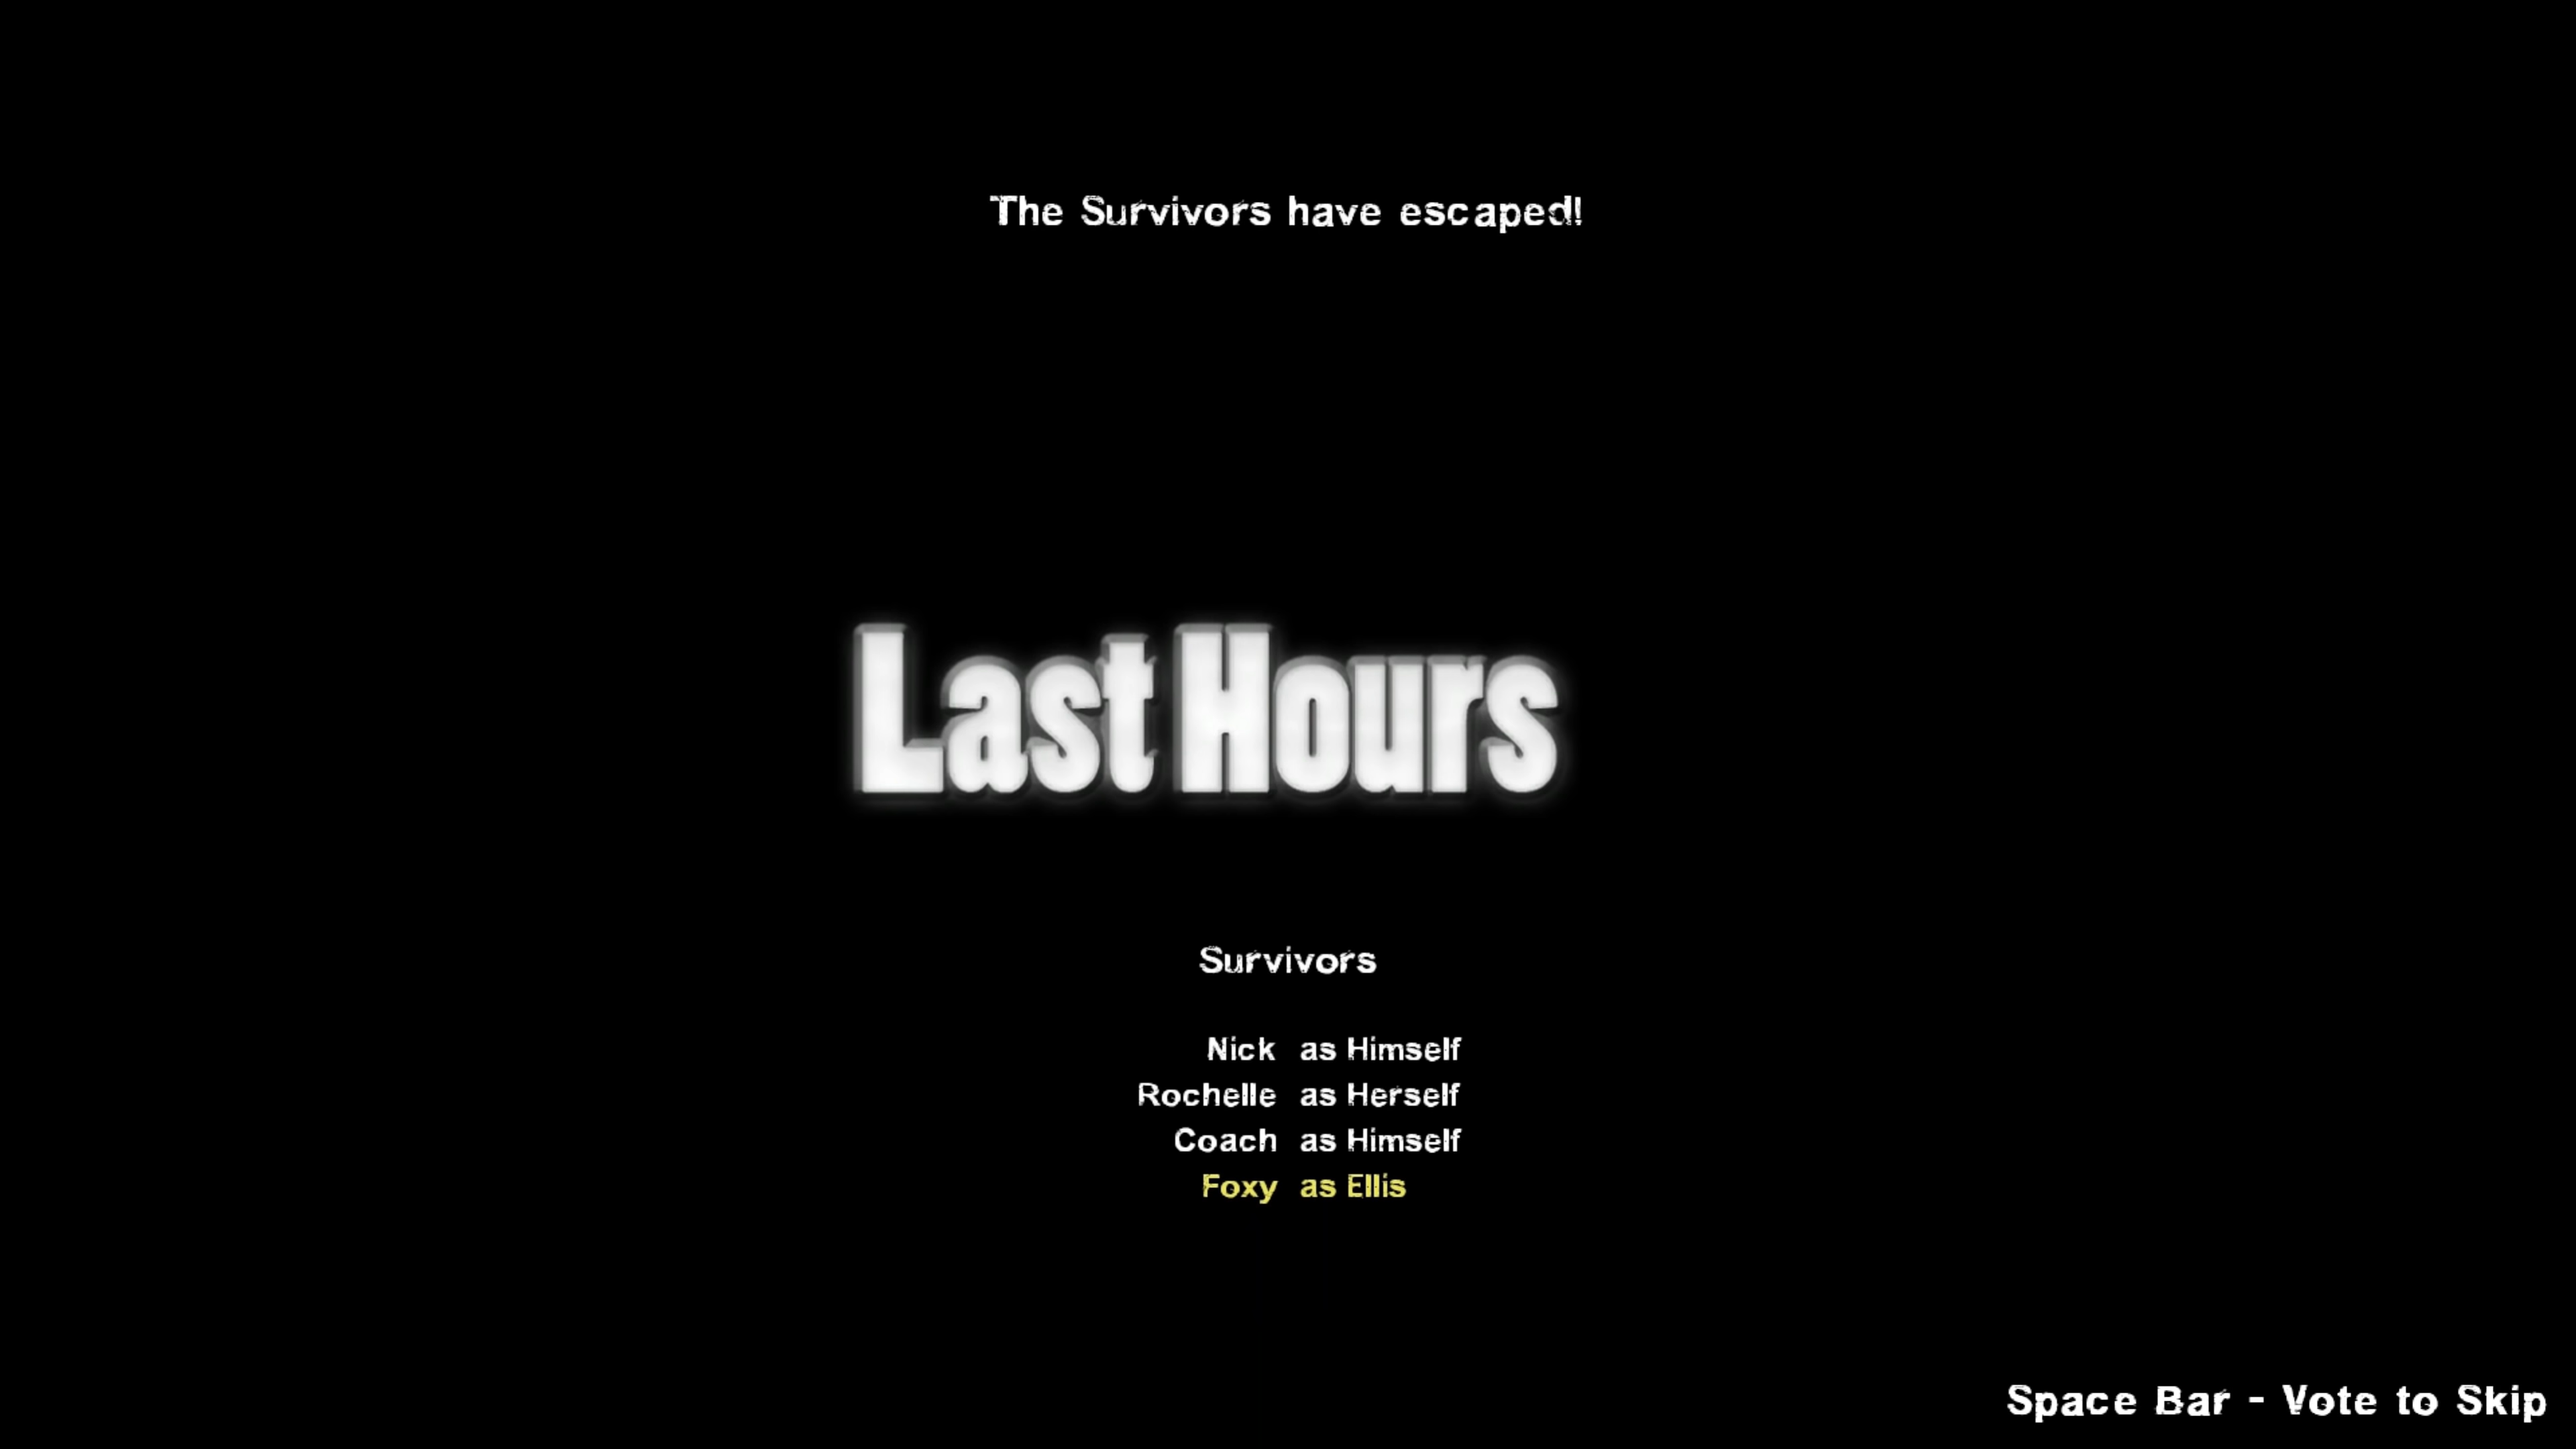 The Survivors have escaped!
Last Hours
Survivors
Nick as Himself
Rochelle as Herself
Coach as Himself
Foxy as Ellis
Space Bar - Vote to Skip